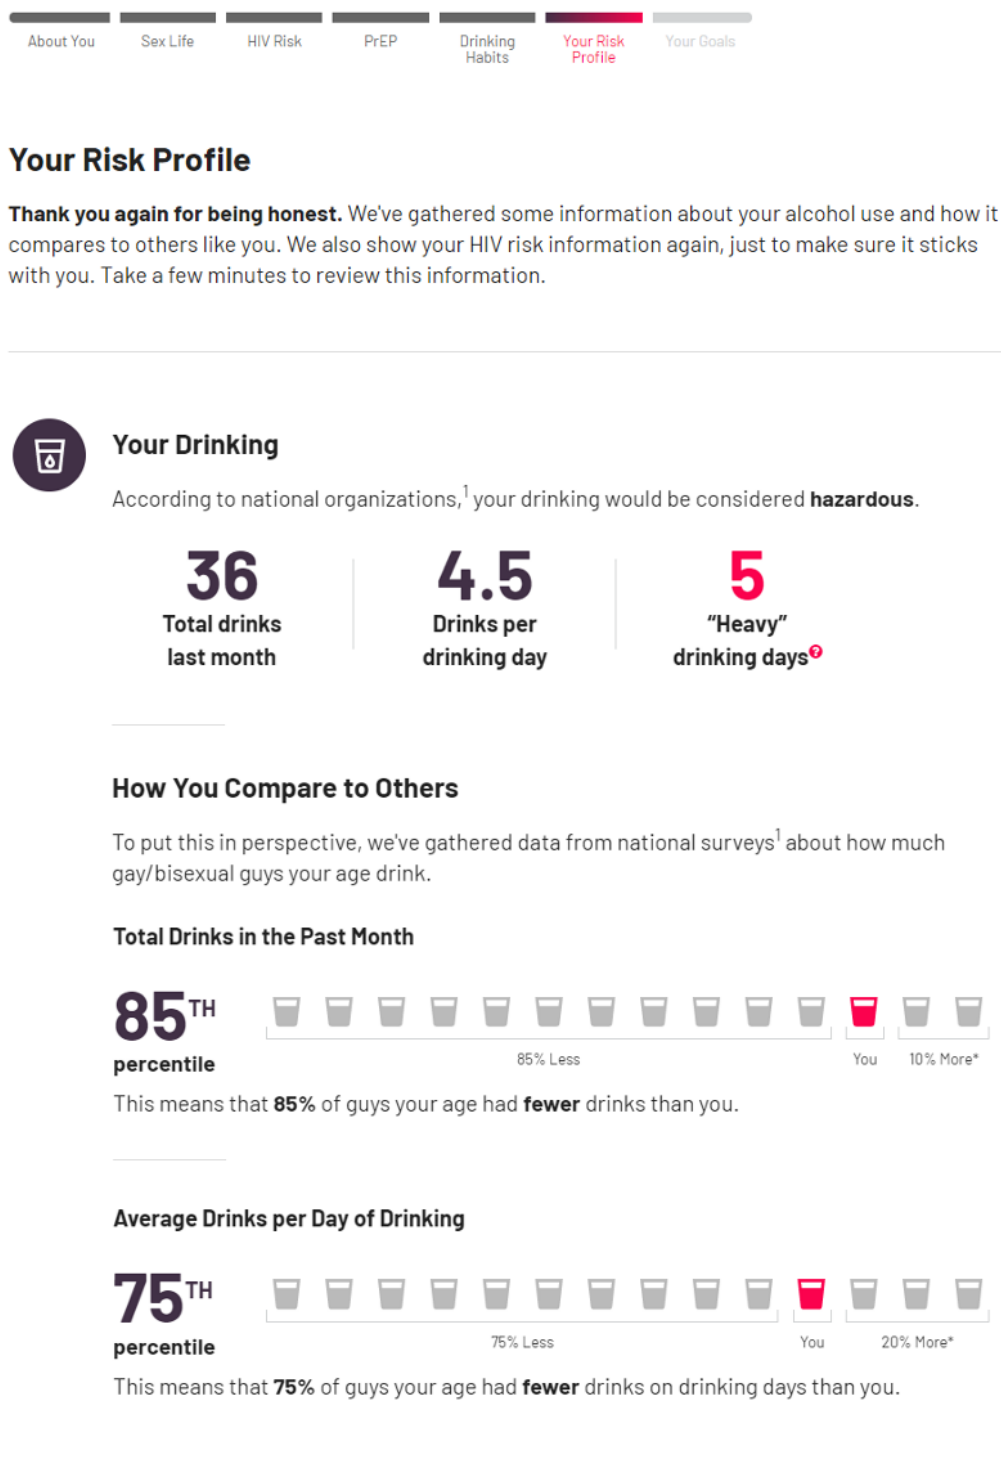 About You
Sex Life
HIV Risk
PrEP
Drinking
Habits
Your Risk
Profile
Your Goals
Your Risk Profile
Thank you again for being honest. We've gathered some information about your alcohol use and how it
compares to others like you. We also show your HIV risk information again, just to make sure it sticks
with you. Take a few minutes to review this information.
Your Drinking
According to national organizations,1 your drinking would be considered hazardous.
36
Total drinks
last month
4.5
Drinks per
drinking day
5
"Heavy"
drinking days?
How You Compare to Others
To put this in perspective, we've gathered data from national surveys1 about how much
gay/bisexual guys your age drink.
Total Drinks in the Past Month
85TH
percentile
85% Less
You
10% More*
This means that 85% of guys your age had fewer drinks than you.
Average Drinks per Day of Drinking
75TH
percentile
75% Less
You
20% More*
This means that 75% of guys your age had fewer drinks on drinking days than you.